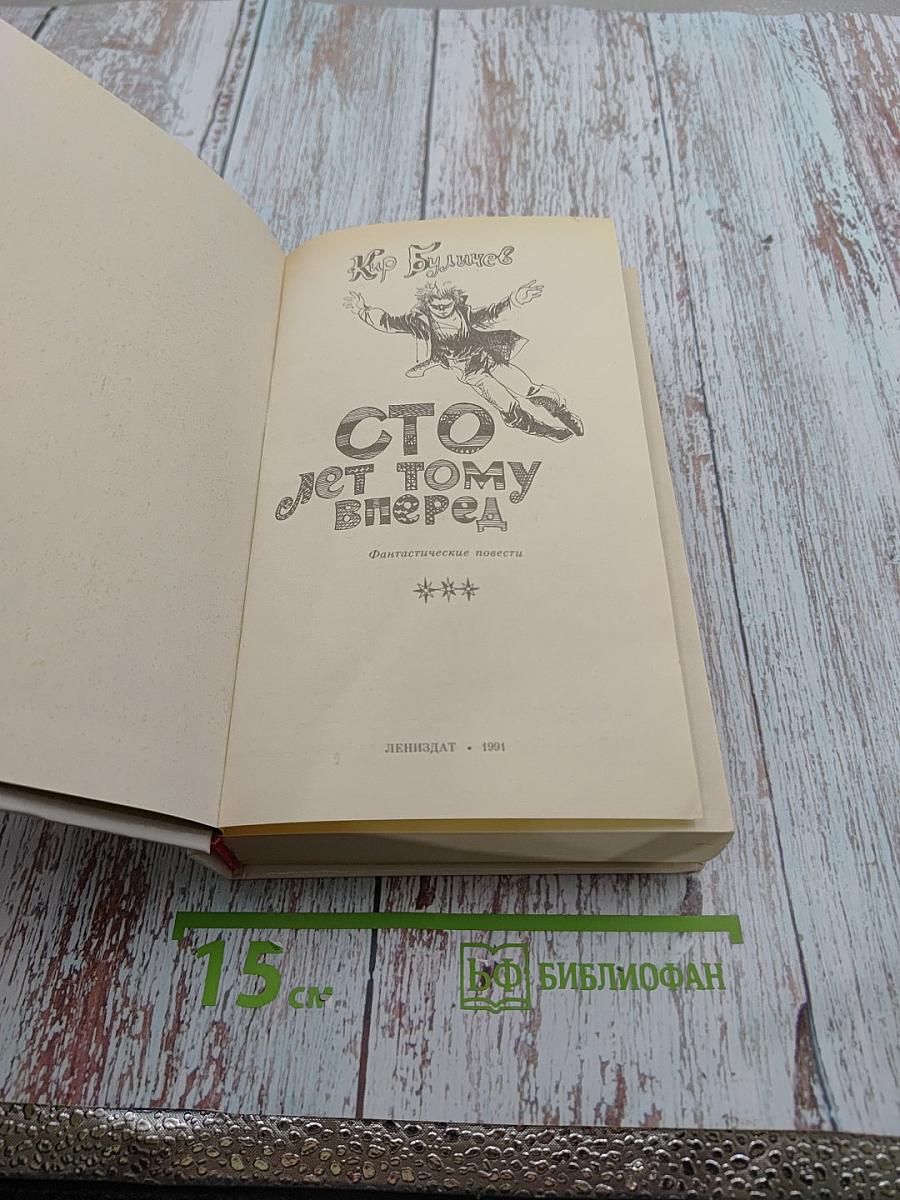 Кир Булычев
СТО
лет тому
вперед
Фантастические повести
ЛЕНИЗДАТ • 1991
15 см
БФ БИБЛИОФАН